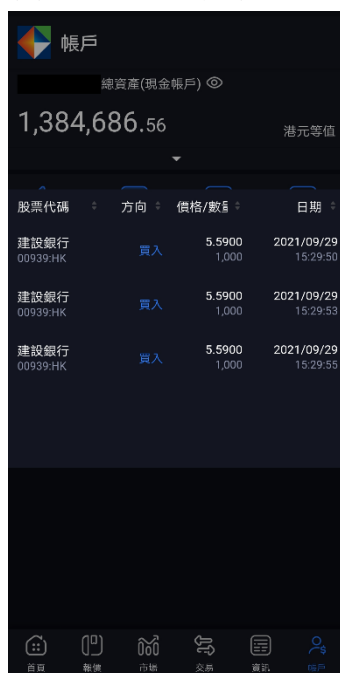 帳戶
總資產(現金帳戶)
1,384,686.56 港元等值
股票代碼 方向 價格/數量 日期
建設銀行 買入 5.5900 2021/09/29
00939:HK 1,000 15:29:50
建設銀行 買入 5.5900 2021/09/29
00939:HK 1,000 15:29:53
建設銀行 買入 5.5900 2021/09/29
00939:HK 1,000 15:29:55
首頁 報價 市場 交易 資訊 帳戶